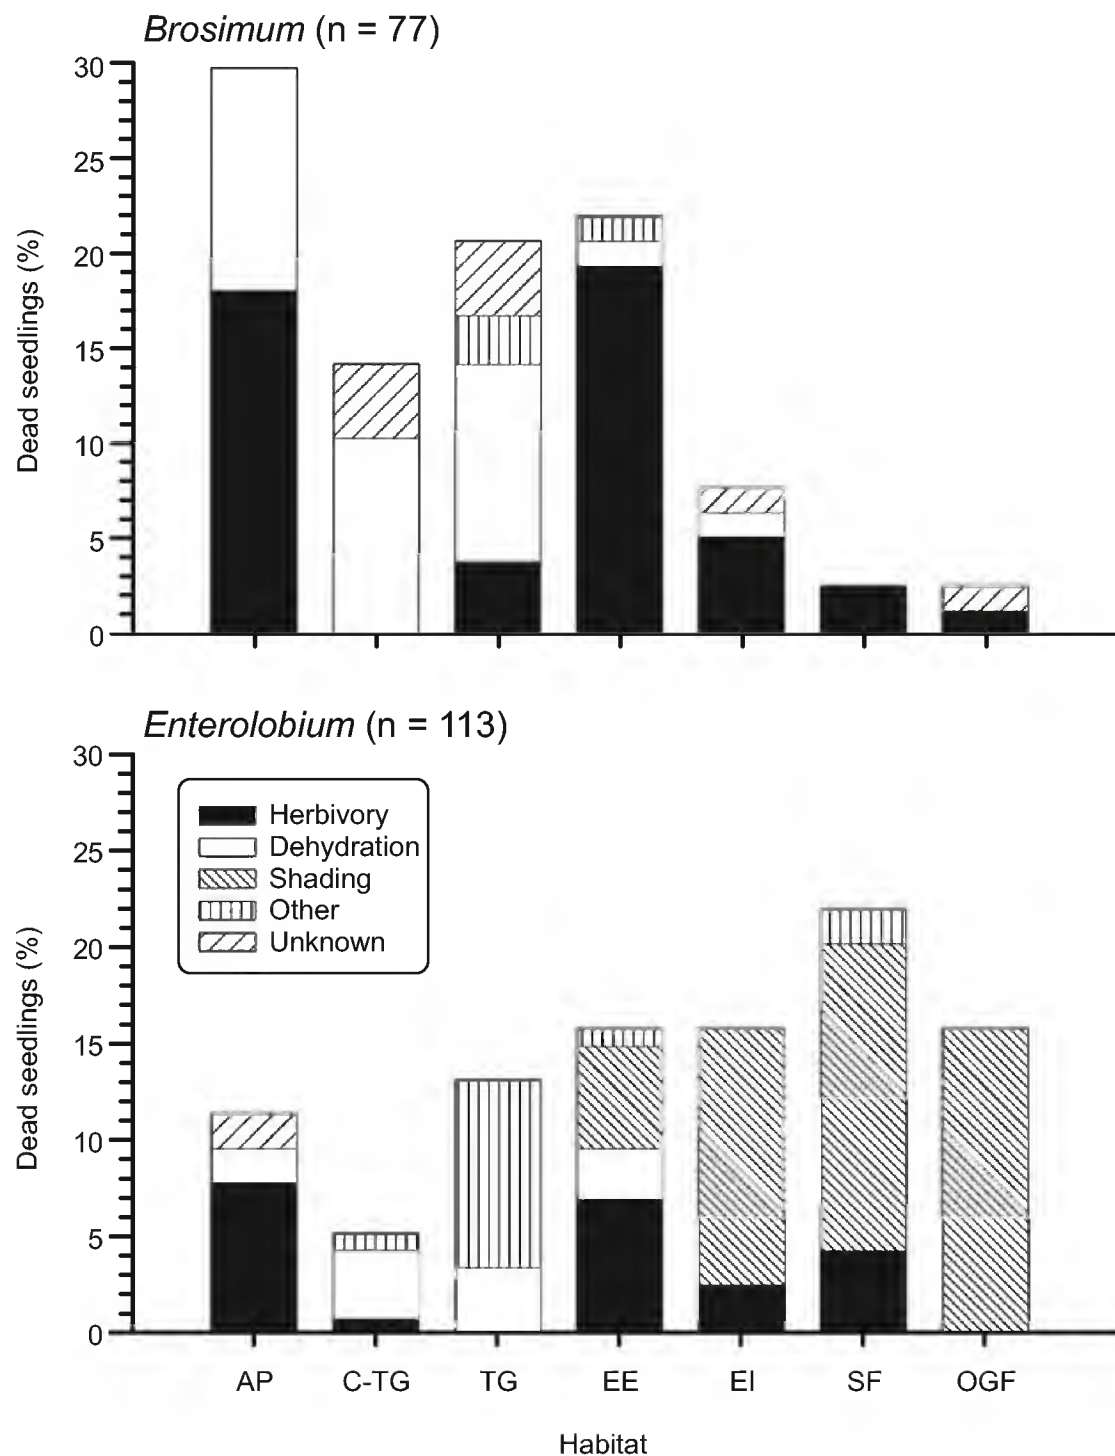 Brosimum (n = 77)
30
25
20
15
10
5
0
Dead seedlings (%)
Enterolobium (n = 113)
30
25
20
15
10
5
0
Dead seedlings (%)
Herbivory
Dehydration
Shading
Other
Unknown
AP C-TG TG EE EI SF OGF
Habitat